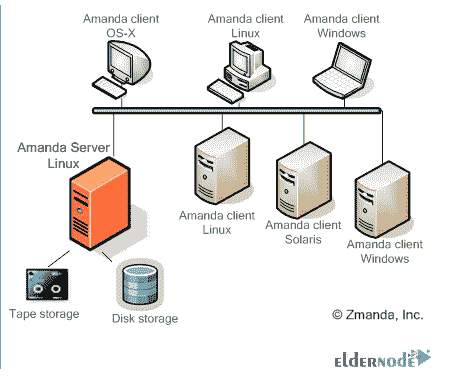 Amanda client
OS-X
Amanda client
Linux
Amanda client
Windows
Amanda Server
Linux
Amanda client
Linux
Amanda client
Solaris
Amanda client
Windows
Tape storage
Disk storage
© Zmanda, Inc.
eldernode